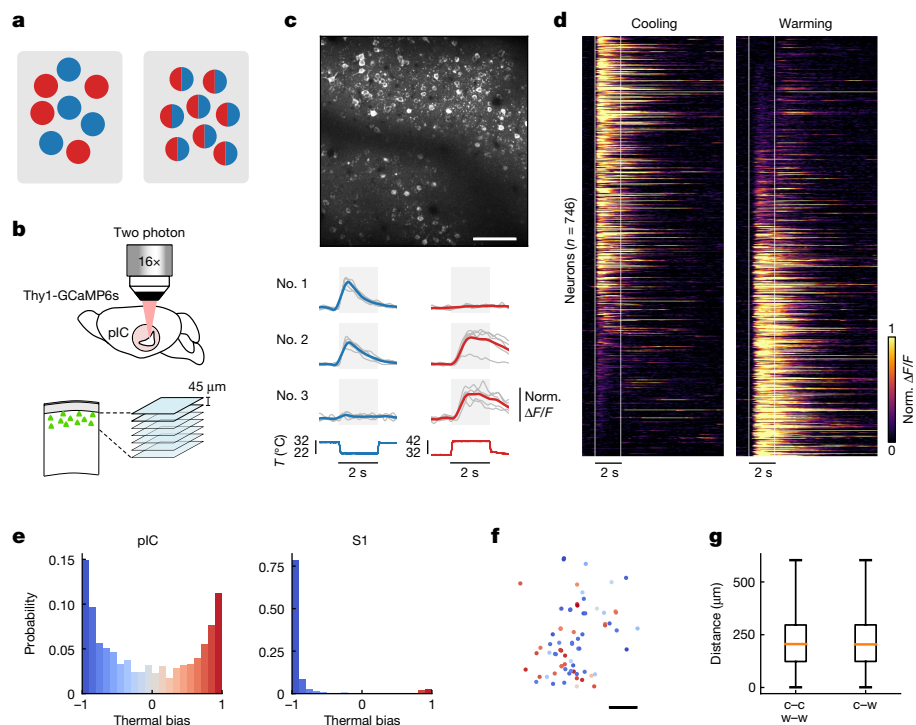 a
b
Two photon
16×
Thy1-GCaMP6s
pIC
45 μm
c
No. 1
No. 2
No. 3
Norm.
ΔF/F
T (°C)
32
22
42
32
2 s
2 s
d
Cooling
Warming
Neurons (n = 746)
2 s
2 s
1
0
Norm. ΔF/F
e
pIC
S1
Probability
0.15
0.10
0.05
0
0.75
0.50
0.25
0
−1
0
1
−1
0
1
Thermal bias
Thermal bias
f
g
Distance (μm)
500
250
0
c–c
w–w
c–w